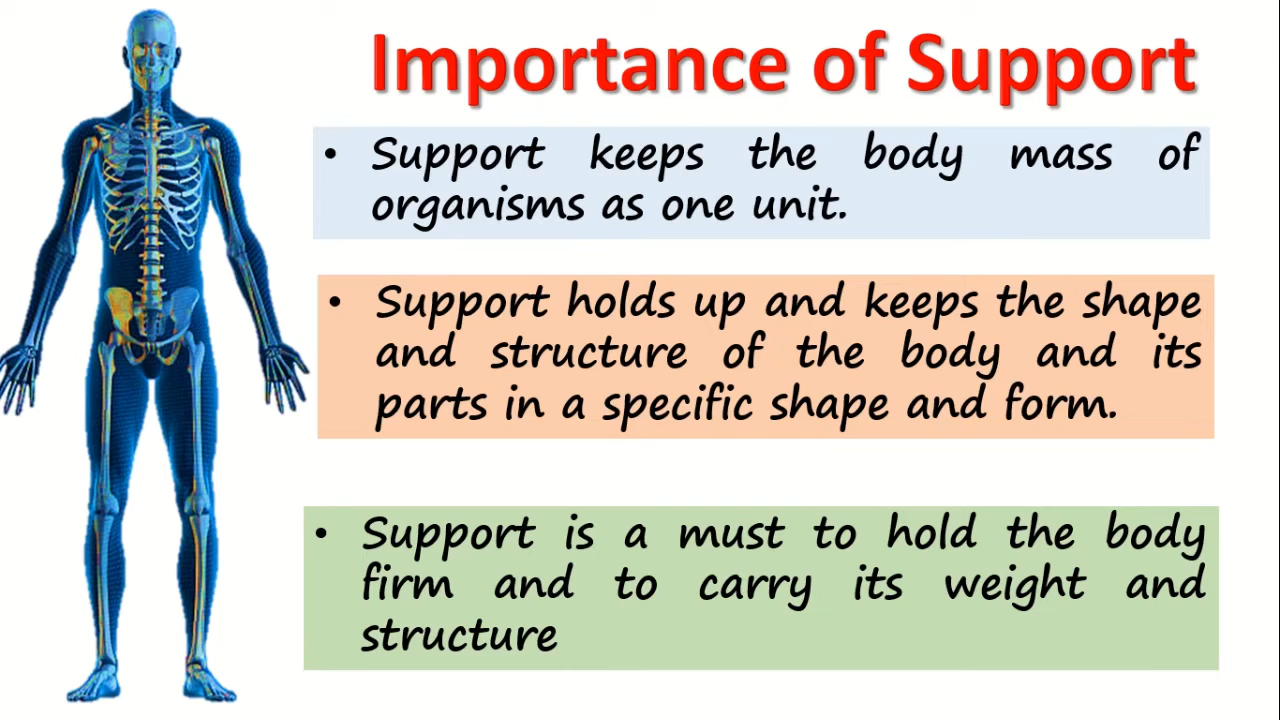 Importance of Support
• Support keeps the body mass of
organisms as one unit.
• Support holds up and keeps the shape
and structure of the body and its
parts in a specific shape and form.
• Support is a must to hold the body
firm and to carry its weight and
structure